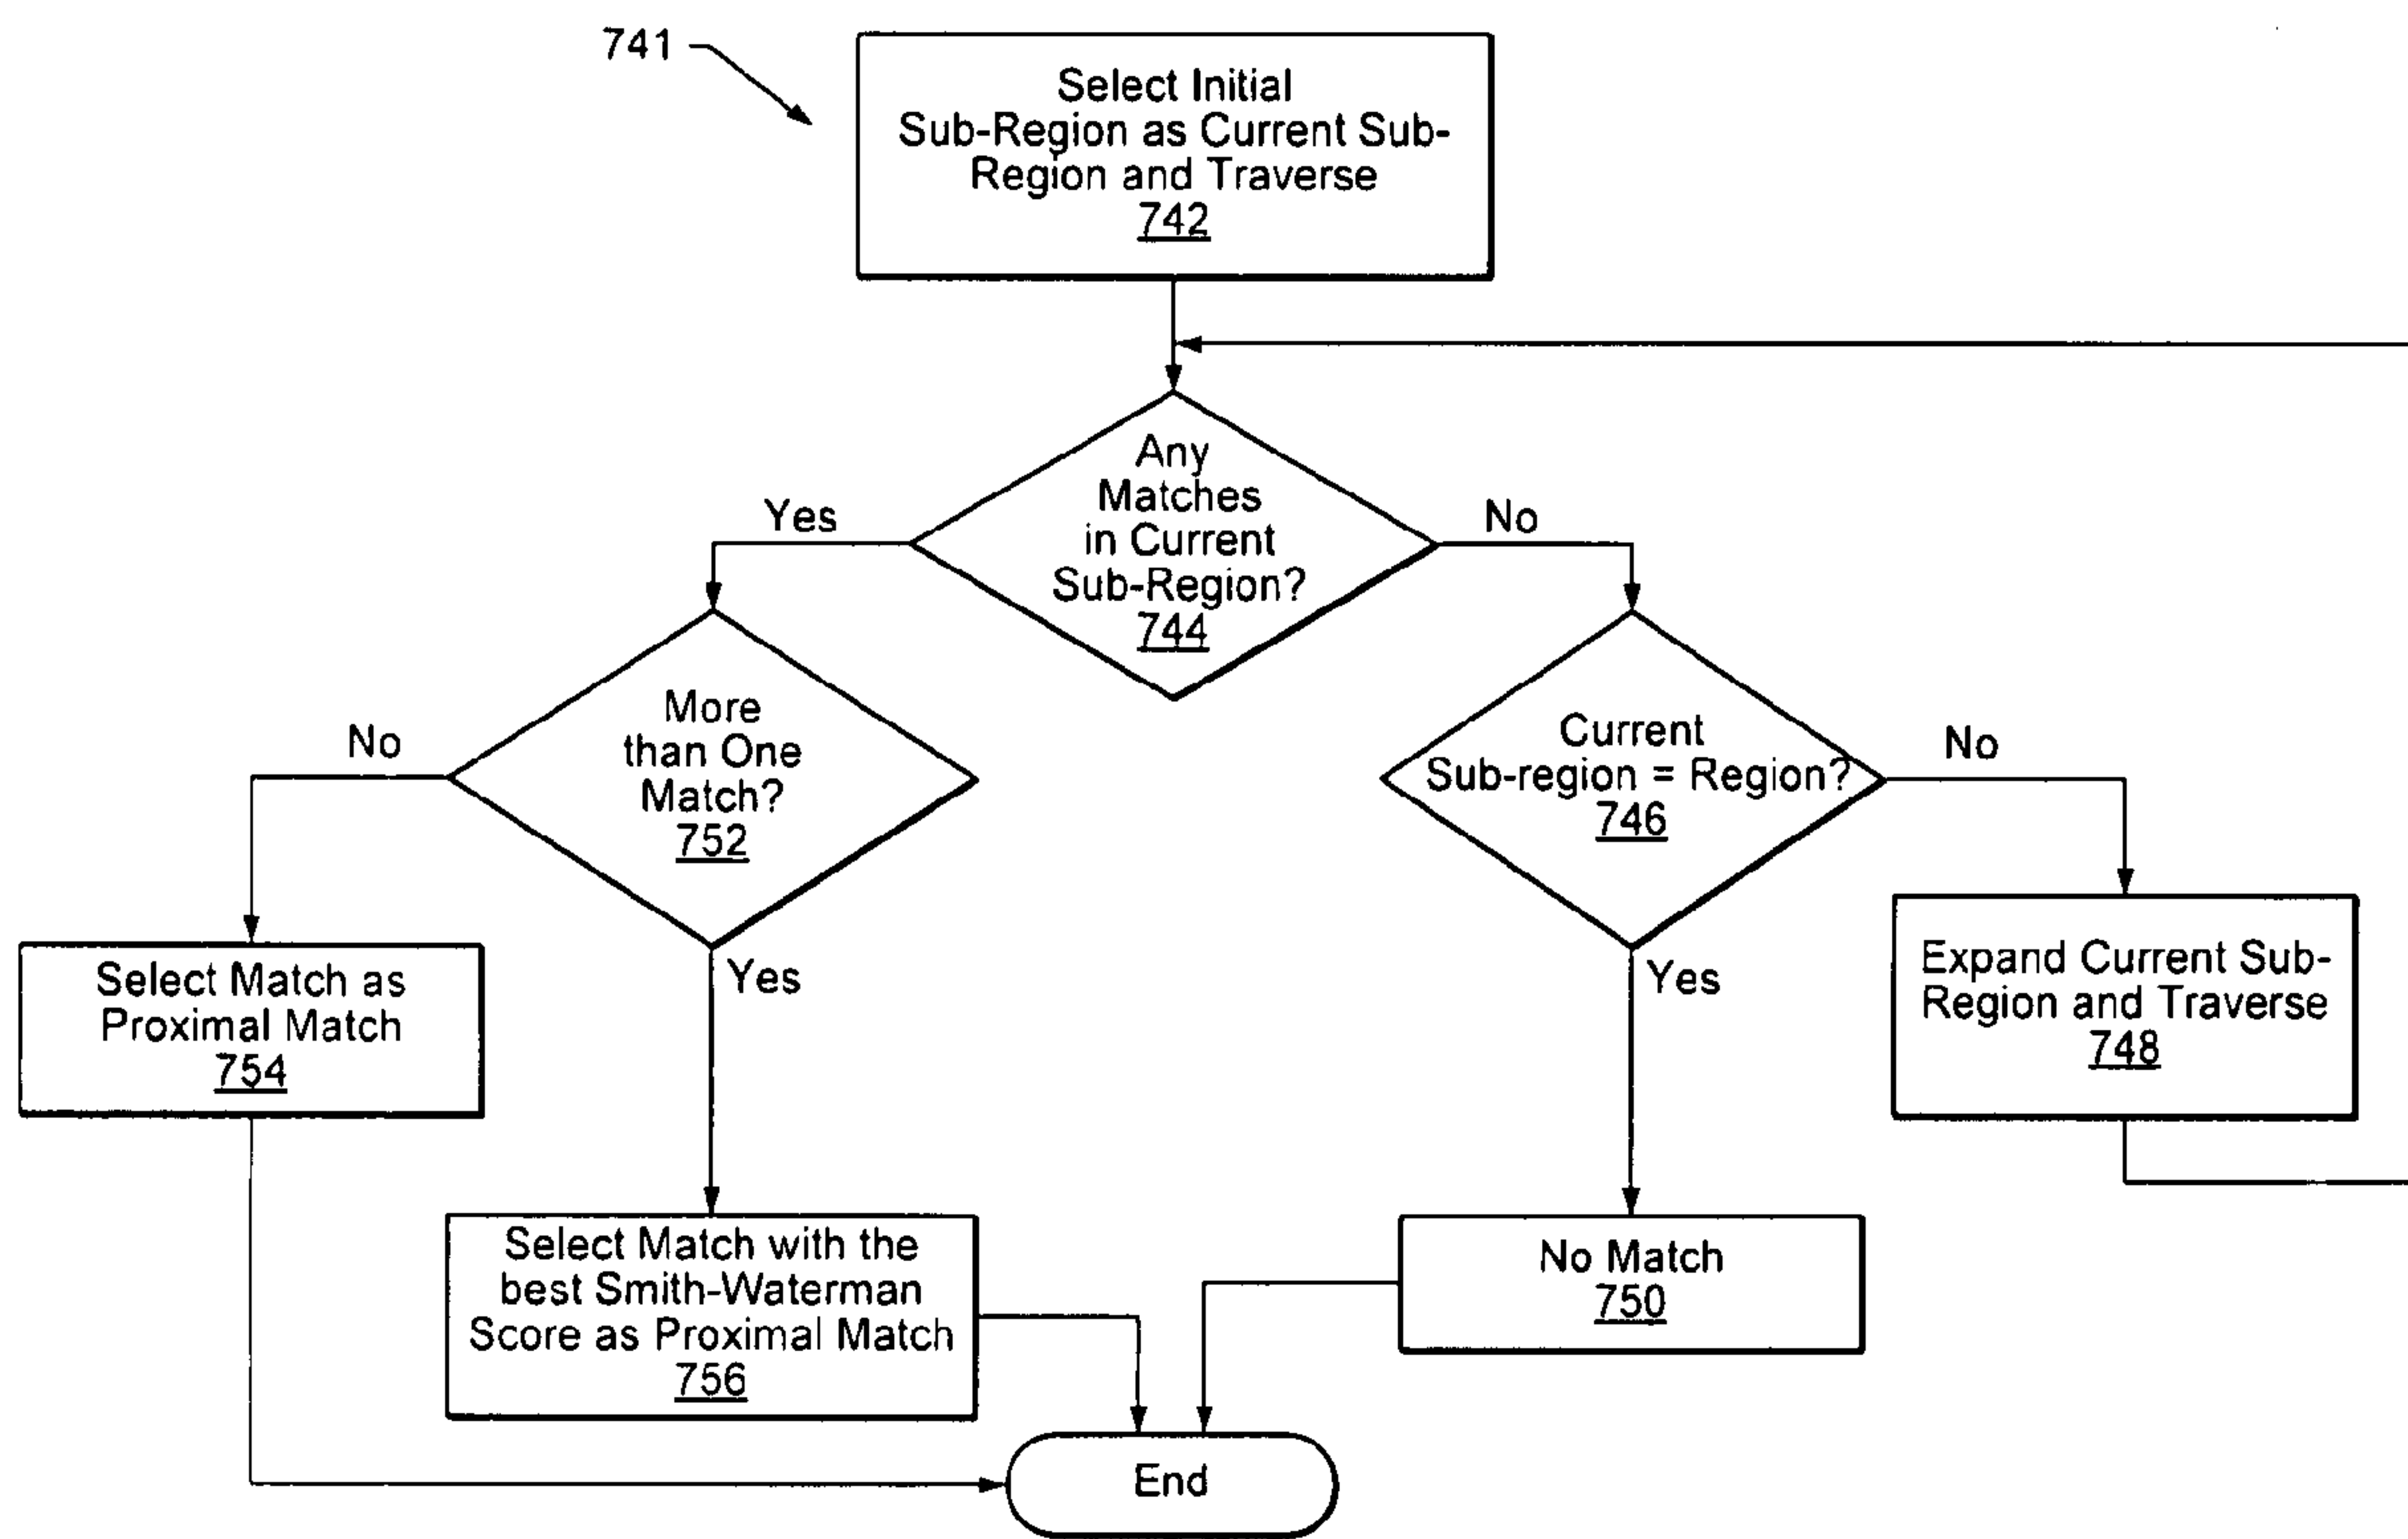 741
Select Initial
Sub-Region as Current Sub-
Region and Traverse
742
Any
Matches
in Current
Sub-Region?
744
Yes
No
More
than One
Match?
752
No
Yes
Current
Sub-region = Region?
746
No
Yes
Select Match as
Proximal Match
754
Expand Current Sub-
Region and Traverse
748
Select Match with the
best Smith-Waterman
Score as Proximal Match
756
No Match
750
End